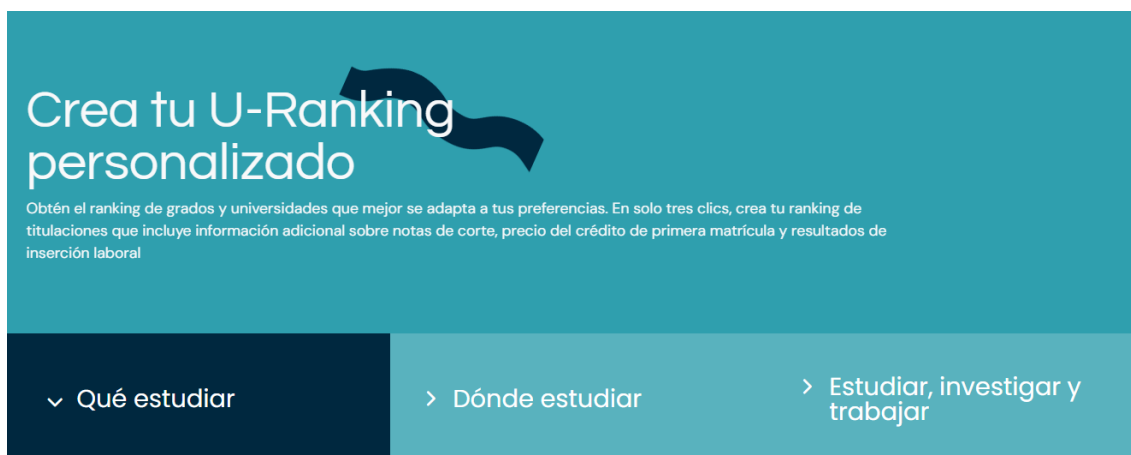 Crea tu U-Ranking
personalizado
Obtén el ranking de grados y universidades que mejor se adapta a tus preferencias. En solo tres clics, crea tu ranking de
titulaciones que incluye información adicional sobre notas de corte, precio del crédito de primera matrícula y resultados de
inserción laboral
Qué estudiar
Dónde estudiar
Estudiar, investigar y
trabajar